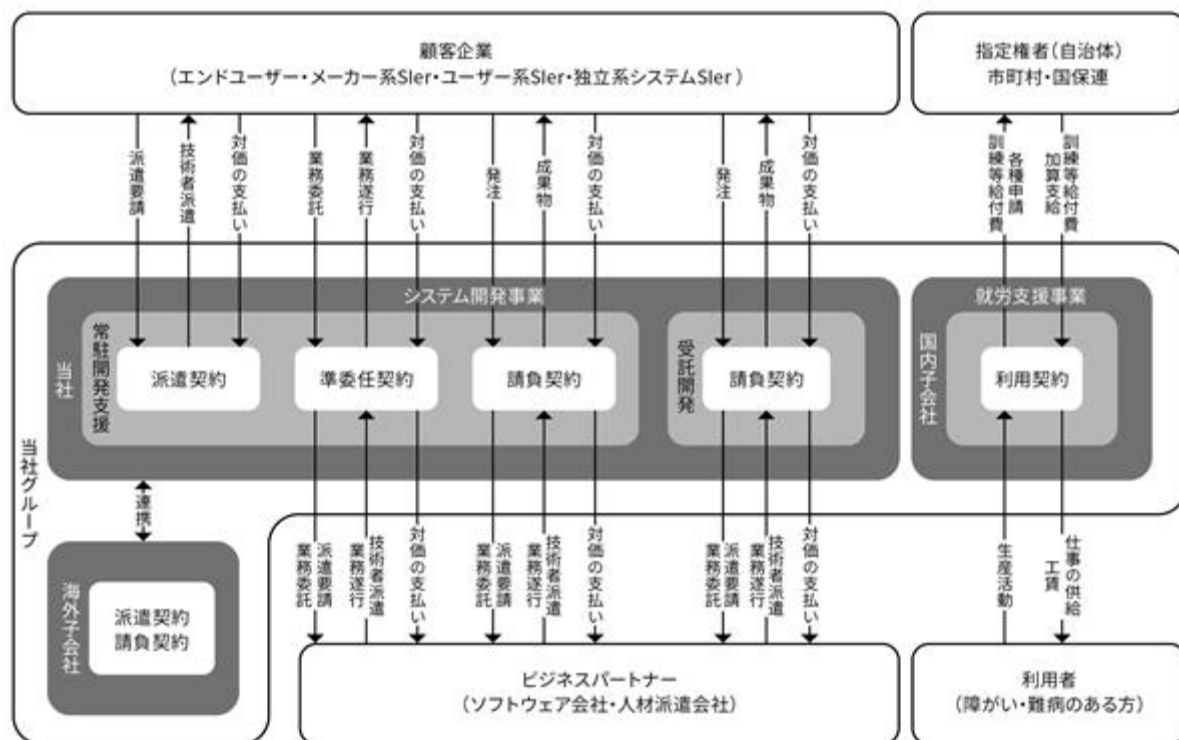 顧客企業
（エンドユーザー・メーカー系SIer・ユーザー系SIer・独立系システムSIer）
指定権者（自治体）
市町村・国保連
派遣要請
技術者派遣
対価の支払い
業務委託
業務遂行
対価の支払い
発注
成果物
対価の支払い
発注
成果物
対価の支払い
各種申請
訓練等給付費
訓練等給付費
加算支給
システム開発事業
就労支援事業
当社グループ
当社
常駐開発支援
派遣契約
準委任契約
請負契約
受託開発
請負契約
国内子会社
利用契約
連携
海外子会社
派遣契約
請負契約
派遣要請
業務委託
技術者派遣
業務遂行
対価の支払い
派遣要請
業務委託
技術者派遣
業務遂行
対価の支払い
派遣要請
業務委託
技術者派遣
業務遂行
対価の支払い
生産活動
仕事の供給
工賃
ビジネスパートナー
（ソフトウェア会社・人材派遣会社）
利用者
（障がい・難病のある方）